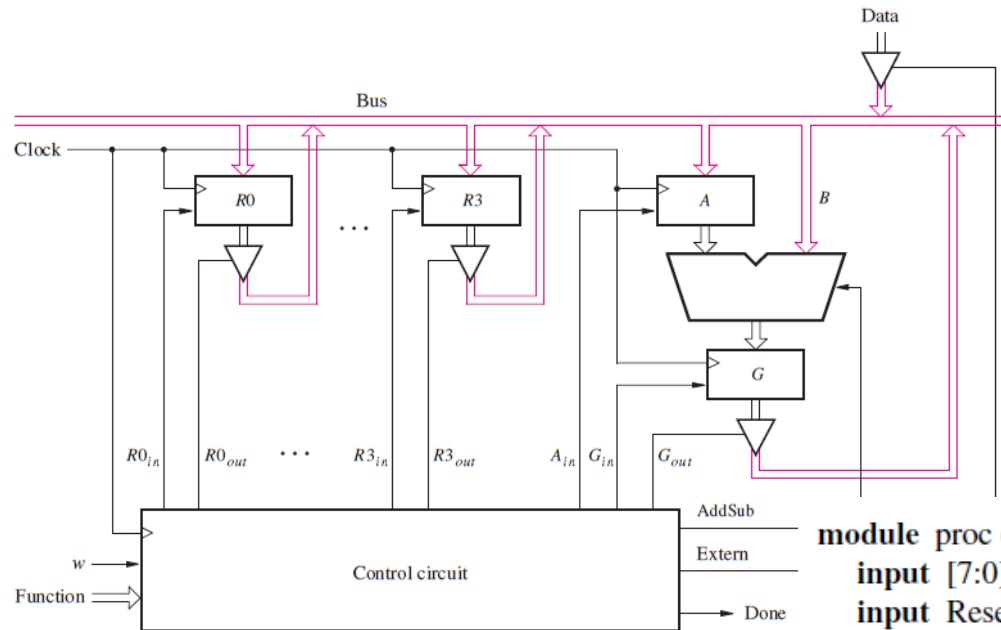 Data
Bus
Clock
R0
R3
A
B
• • •
G
R0in
R0out
• • •
R3in
R3out
Ain
Gin
Gout
AddSub
w
Control circuit
Extern
Function
Done
module proc
input [7:0]
input